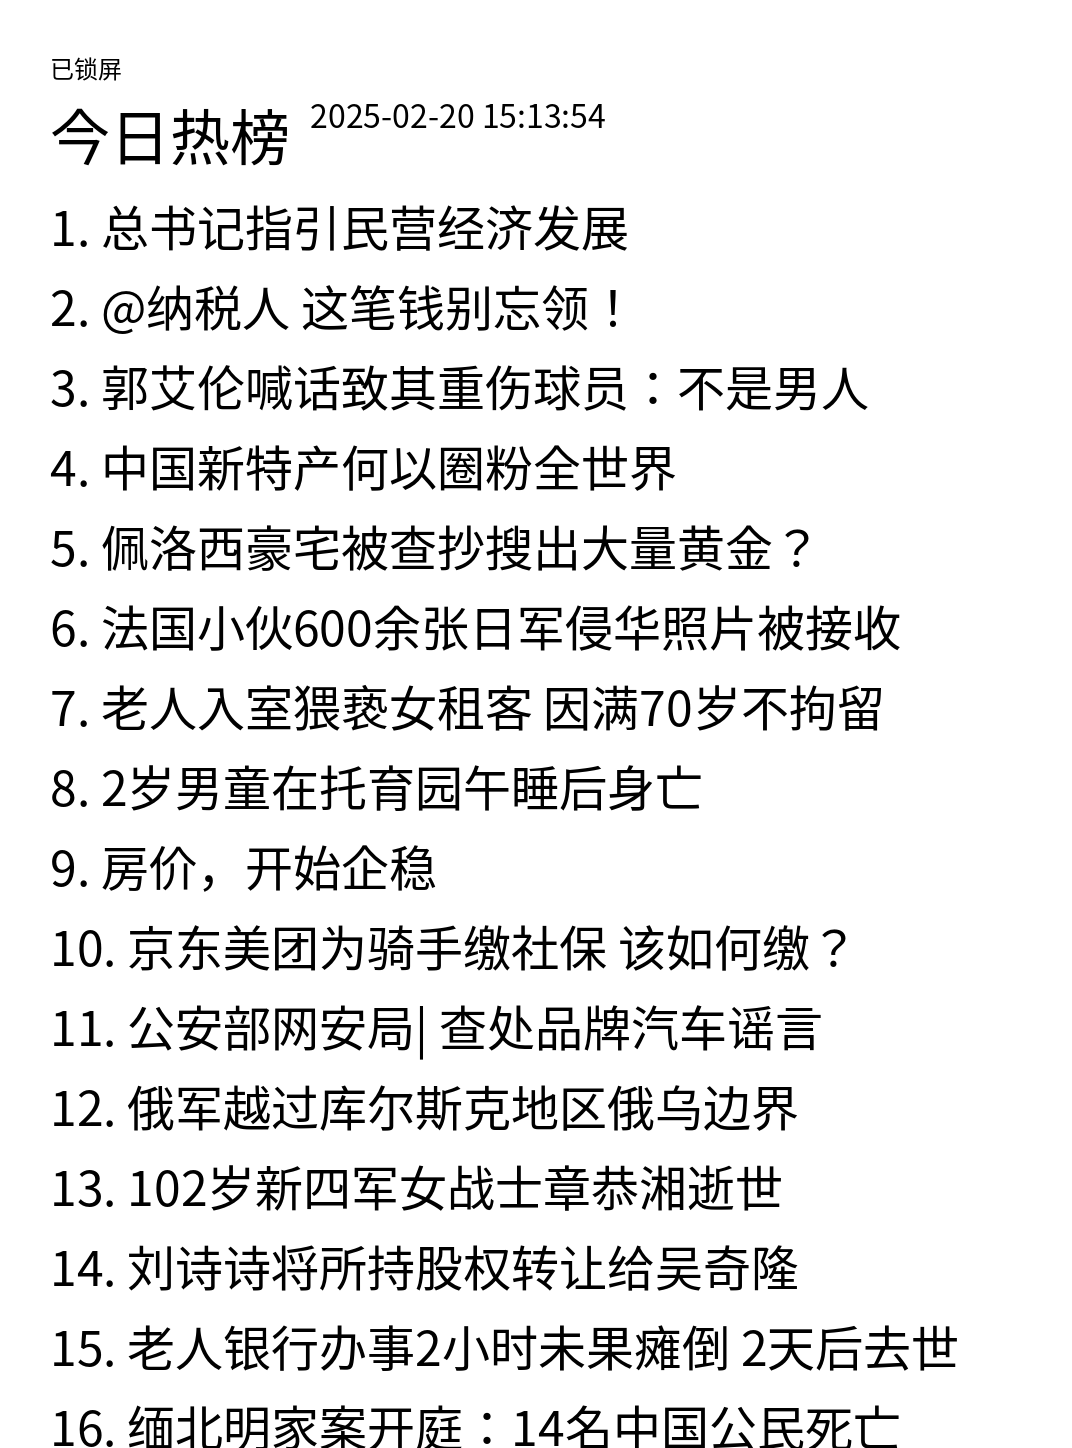 已锁屏
今日热榜 2025-02-20 15:13:54
1. 总书记指引民营经济发展
2. @纳税人 这笔钱别忘领！
3. 郭艾伦喊话致其重伤球员：不是男人
4. 中国新特产何以圈粉全世界
5. 佩洛西豪宅被查抄搜出大量黄金？
6. 法国小伙600余张日军侵华照片被接收
7. 老人入室猥亵女租客 因满70岁不拘留
8. 2岁男童在托育园午睡后身亡
9. 房价，开始企稳
10. 京东美团为骑手缴社保 该如何缴？
11. 公安部网安局| 查处品牌汽车谣言
12. 俄军越过库尔斯克地区俄乌边界
13. 102岁新四军女战士章恭湘逝世
14. 刘诗诗将所持股权转让给吴奇隆
15. 老人银行办事2小时未果瘫倒 2天后去世
16. 缅北明家案开庭：14名中国公民死亡